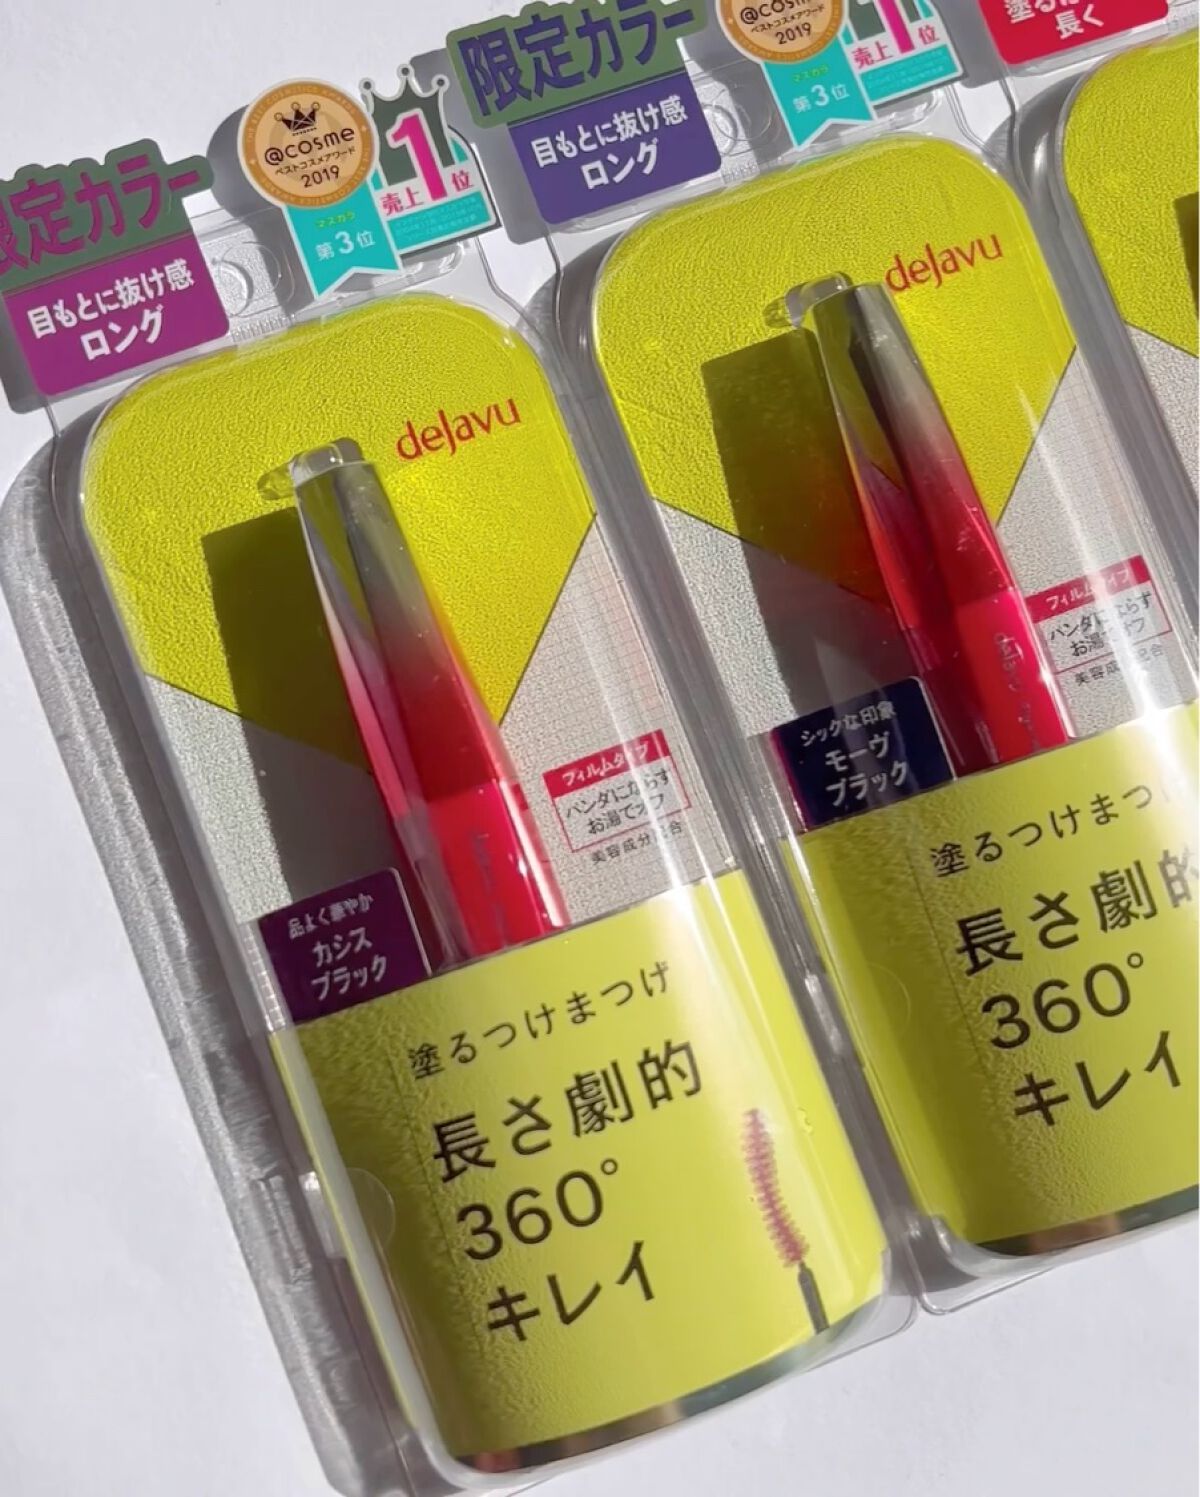 限定カラー
目もとに抜け感
ロング
@cosme
ベストコスメアワード
2019
マスカラ
第3位
売上1位
dejavu
フィルムタイプ
パンダにならず
お湯でオフ
美容成分配合
品よく華やか
カシス
ブラック
塗るつけまつげ
長さ劇的
360°
キレイ
限定カラー
目もとに抜け感
ロング
@cosme
ベストコスメアワード
2019
マスカラ
第3位
売上1位
dejavu
フィルムタイプ
パンダにならず
お湯でオフ
美容成分配合
シックな印象
モーヴ
ブラック
塗るつけまつ
長さ劇的
360°
キレイ
長く